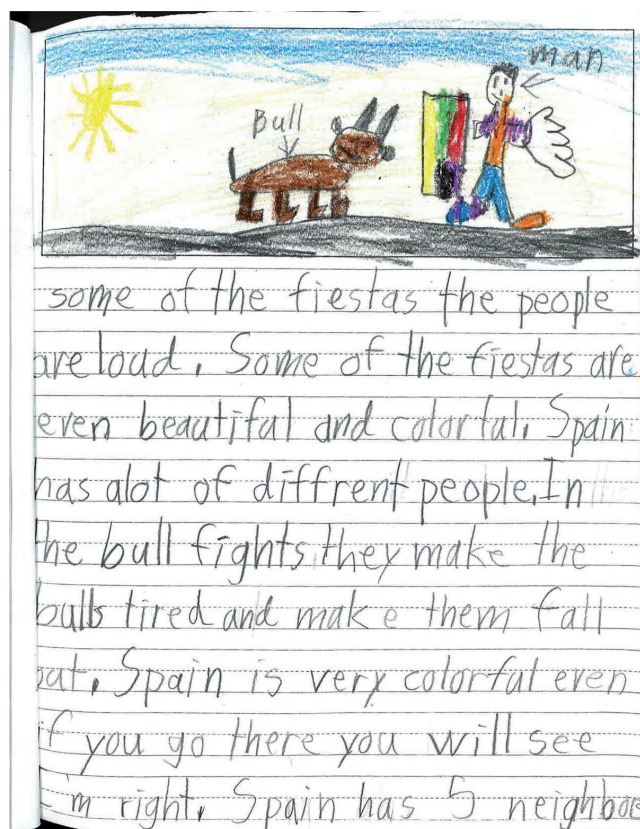 man
Bull
some of the fiestas the people
are loud. Some of the fiestas are
even beautiful and colorful. Spain
has alot of diffrent people. In
the bull fights they make the
bulls tired and make them fall
out. Spain is very colorful even
if you go there you will see
I'm right. Spain has 5 neighbor